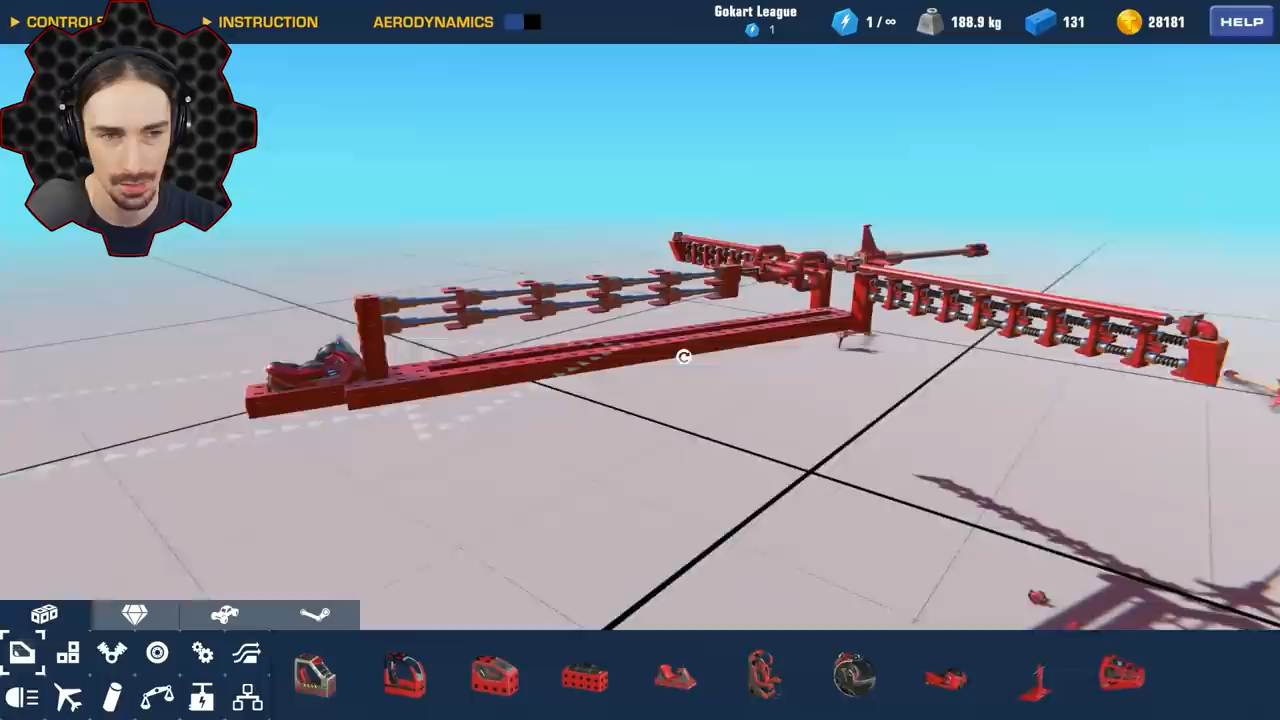 CONTROLS
INSTRUCTION
AERODYNAMICS
Gokart League
1
1 / ∞
188.9 kg
131
28181
HELP